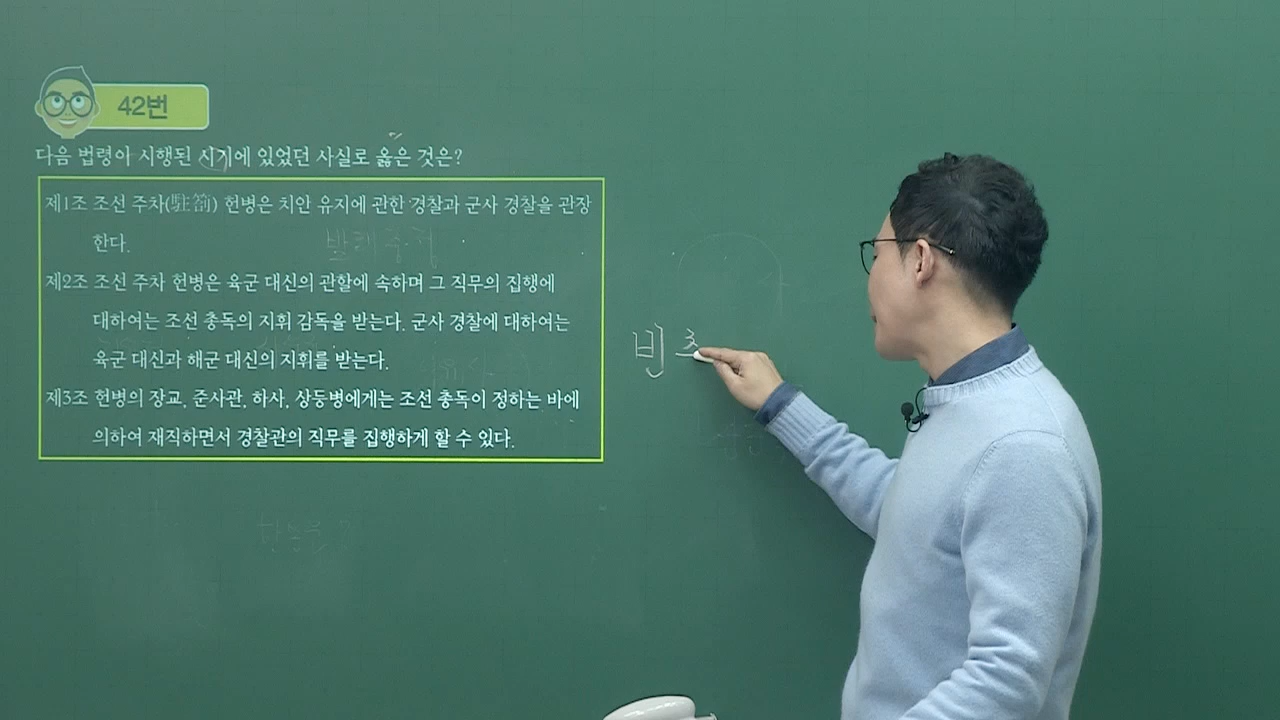 42번
다음 법령이 시행된 시기에 있었던 사실로 옳은 것은?
제1조 조선 주차(駐箚) 헌병은 치안 유지에 관한 경찰과 군사 경찰을 관장
한다.
제2조 조선 주차 헌병은 육군 대신의 관할에 속하며 그 직무의 집행에
대하여는 조선 총독의 지휘 감독을 받는다. 군사 경찰에 대하여는
육군 대신과 해군 대신의 지휘를 받는다.
제3조 헌병의 장교, 준사관, 하사, 상등병에게는 조선 총독이 정하는 바에
의하여 재직하면서 경찰관의 직무를 집행하게 할 수 있다.